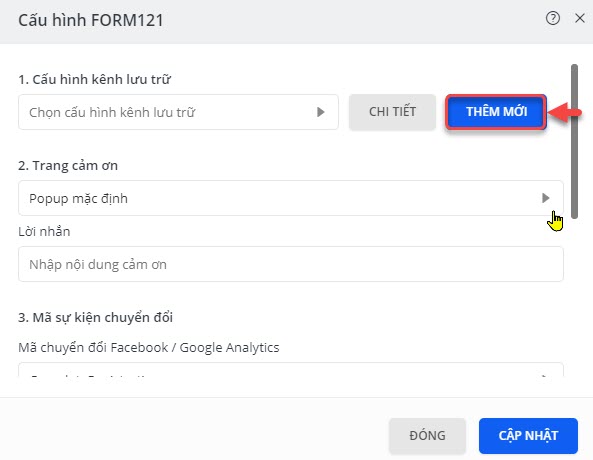 Cấu hình FORM121
1. Cấu hình kênh lưu trữ
Chọn cấu hình kênh lưu trữ
CHI TIẾT
THÊM MỚI
2. Trang cảm ơn
Popup mặc định
Lời nhắn
Nhập nội dung cảm ơn
3. Mã sự kiện chuyển đổi
Mã chuyển đổi Facebook / Google Analytics
ĐÓNG
CẬP NHẬT